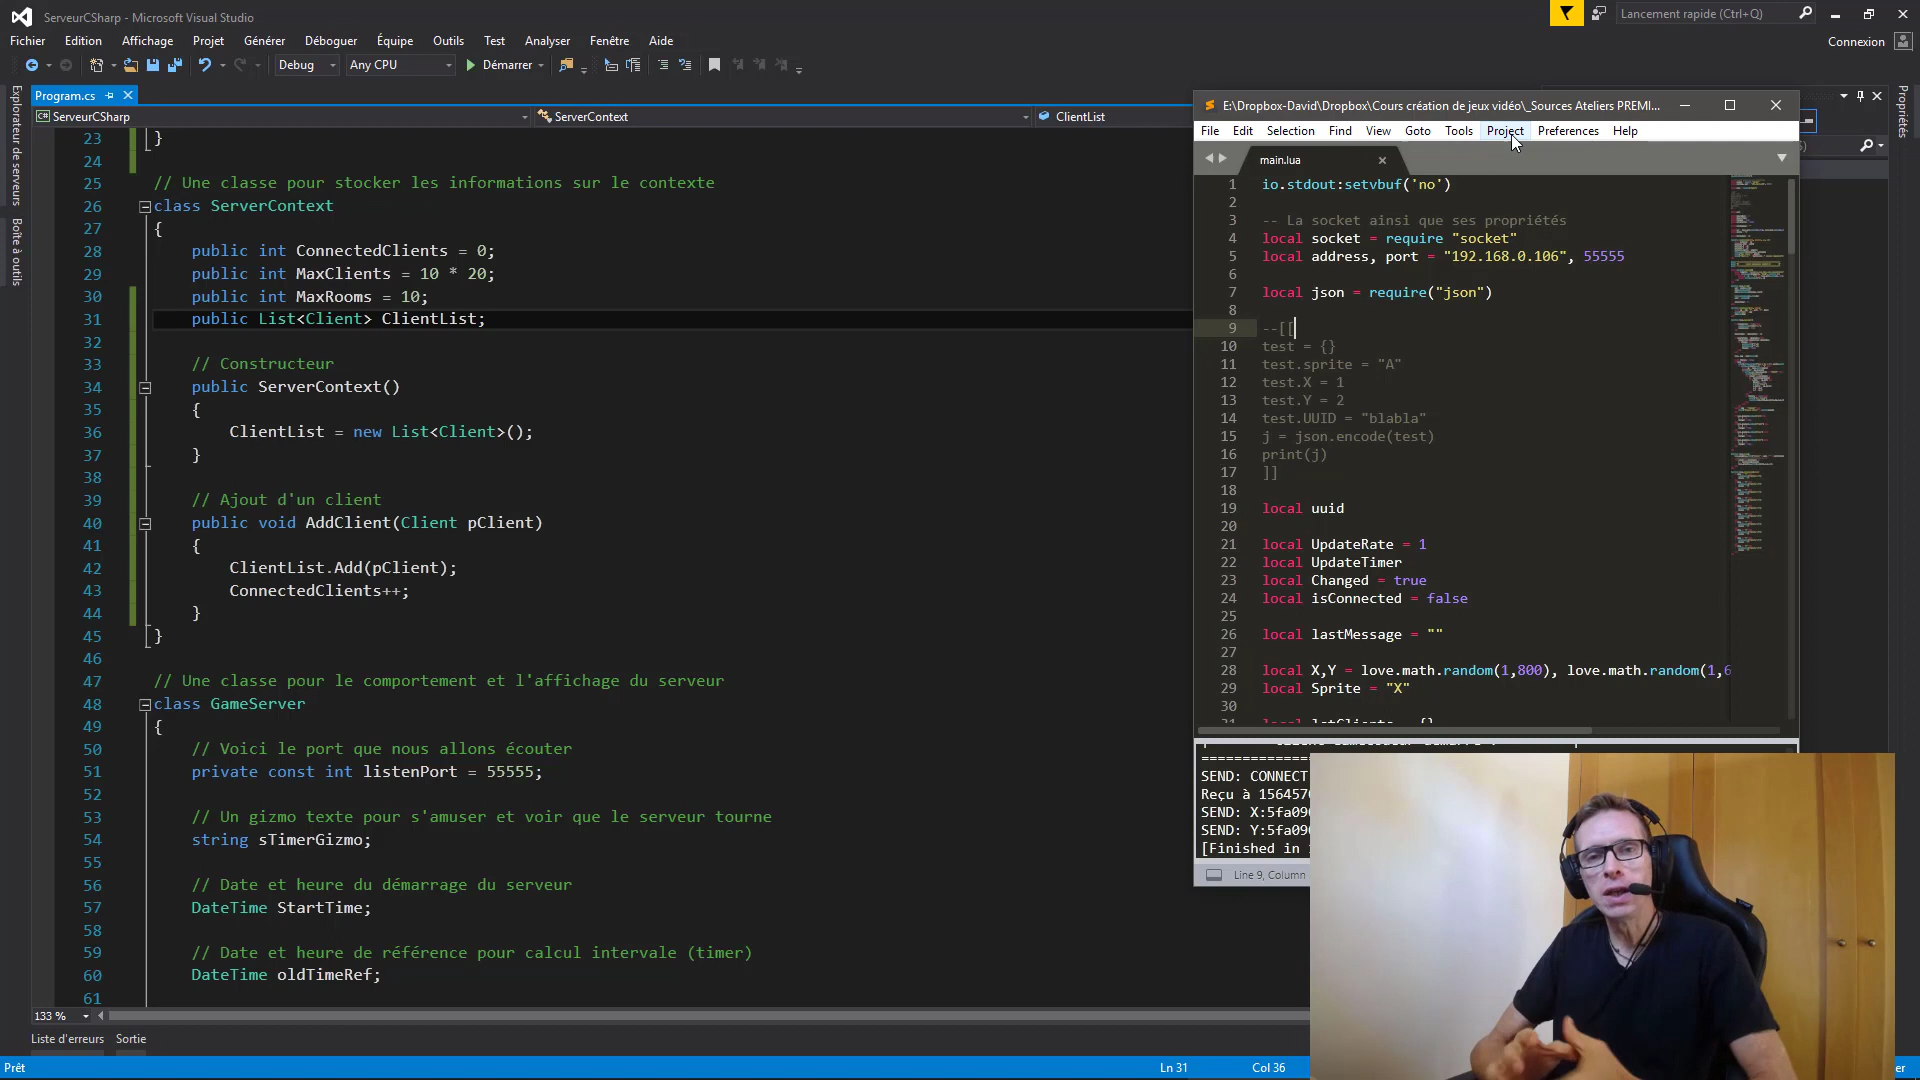 ServeurCSharp - Microsoft Visual Studio
Lancement rapide (Ctrl+Q)
Fichier Edition Affichage Projet Générer Déboguer Équipe Outils Test Analyser Fenêtre Aide
Connexion
Debug Any CPU Démarrer
Program.cs
ServeurCSharp ServerContext ClientList
Explorateur de serveurs
Boîte à outils
Propriétés
23 }
24
25 // Une classe pour stocker les informations sur le contexte
26 class ServerContext
27 {
28 public int ConnectedClients = 0;
29 public int MaxClients = 10 * 20;
30 public int MaxRooms = 10;
31 public List<Client> ClientList;
32
33 // Constructeur
34 public ServerContext()
35 {
36 ClientList = new List<Client>();
37 }
38
39 // Ajout d'un client
40 public void AddClient(Client pClient)
41 {
42 ClientList.Add(pClient);
43 ConnectedClients++;
44 }
45 }
46
47 // Une classe pour le comportement et l'affichage du serveur
48 class GameServer
49 {
50 // Voici le port que nous allons écouter
51 private const int listenPort = 55555;
52
53 // Un gizmo texte pour s'amuser et voir que le serveur tourne
54 string sTimerGizmo;
55
56 // Date et heure du démarrage du serveur
57 DateTime StartTime;
58
59 // Date et heure de référence pour calcul intervale (timer)
60 DateTime oldTimeRef;
61
133 %
Liste d'erreurs Sortie
Prêt
Ln 31 Col 36
E:\Dropbox-David\Dropbox\Cours création de jeux vidéo\_Sources Ateliers PREMI...
File Edit Selection Find View Goto Tools Project Preferences Help
main.lua
1 io.stdout:setvbuf('no')
2
3 -- La socket ainsi que ses propriétés
4 local socket = require "socket"
5 local address, port = "192.168.0.106", 55555
6
7 local json = require("json")
8
9 --[[
10 test = {}
11 test.sprite = "A"
12 test.X = 1
13 test.Y = 2
14 test.UUID = "blabla"
15 j = json.encode(test)
16 print(j)
17 ]]
18
19 local uuid
20
21 local UpdateRate = 1
22 local UpdateTimer
23 local Changed = true
24 local isConnected = false
25
26 local lastMessage = ""
27
28 local X,Y = love.math.random(1,800), love.math.random(1,6
29 local Sprite = "X"
30
SEND: CONNECT
Reçu à 1564576
SEND: X:5fa090
SEND: Y:5fa090
[Finished in
Line 9, Column